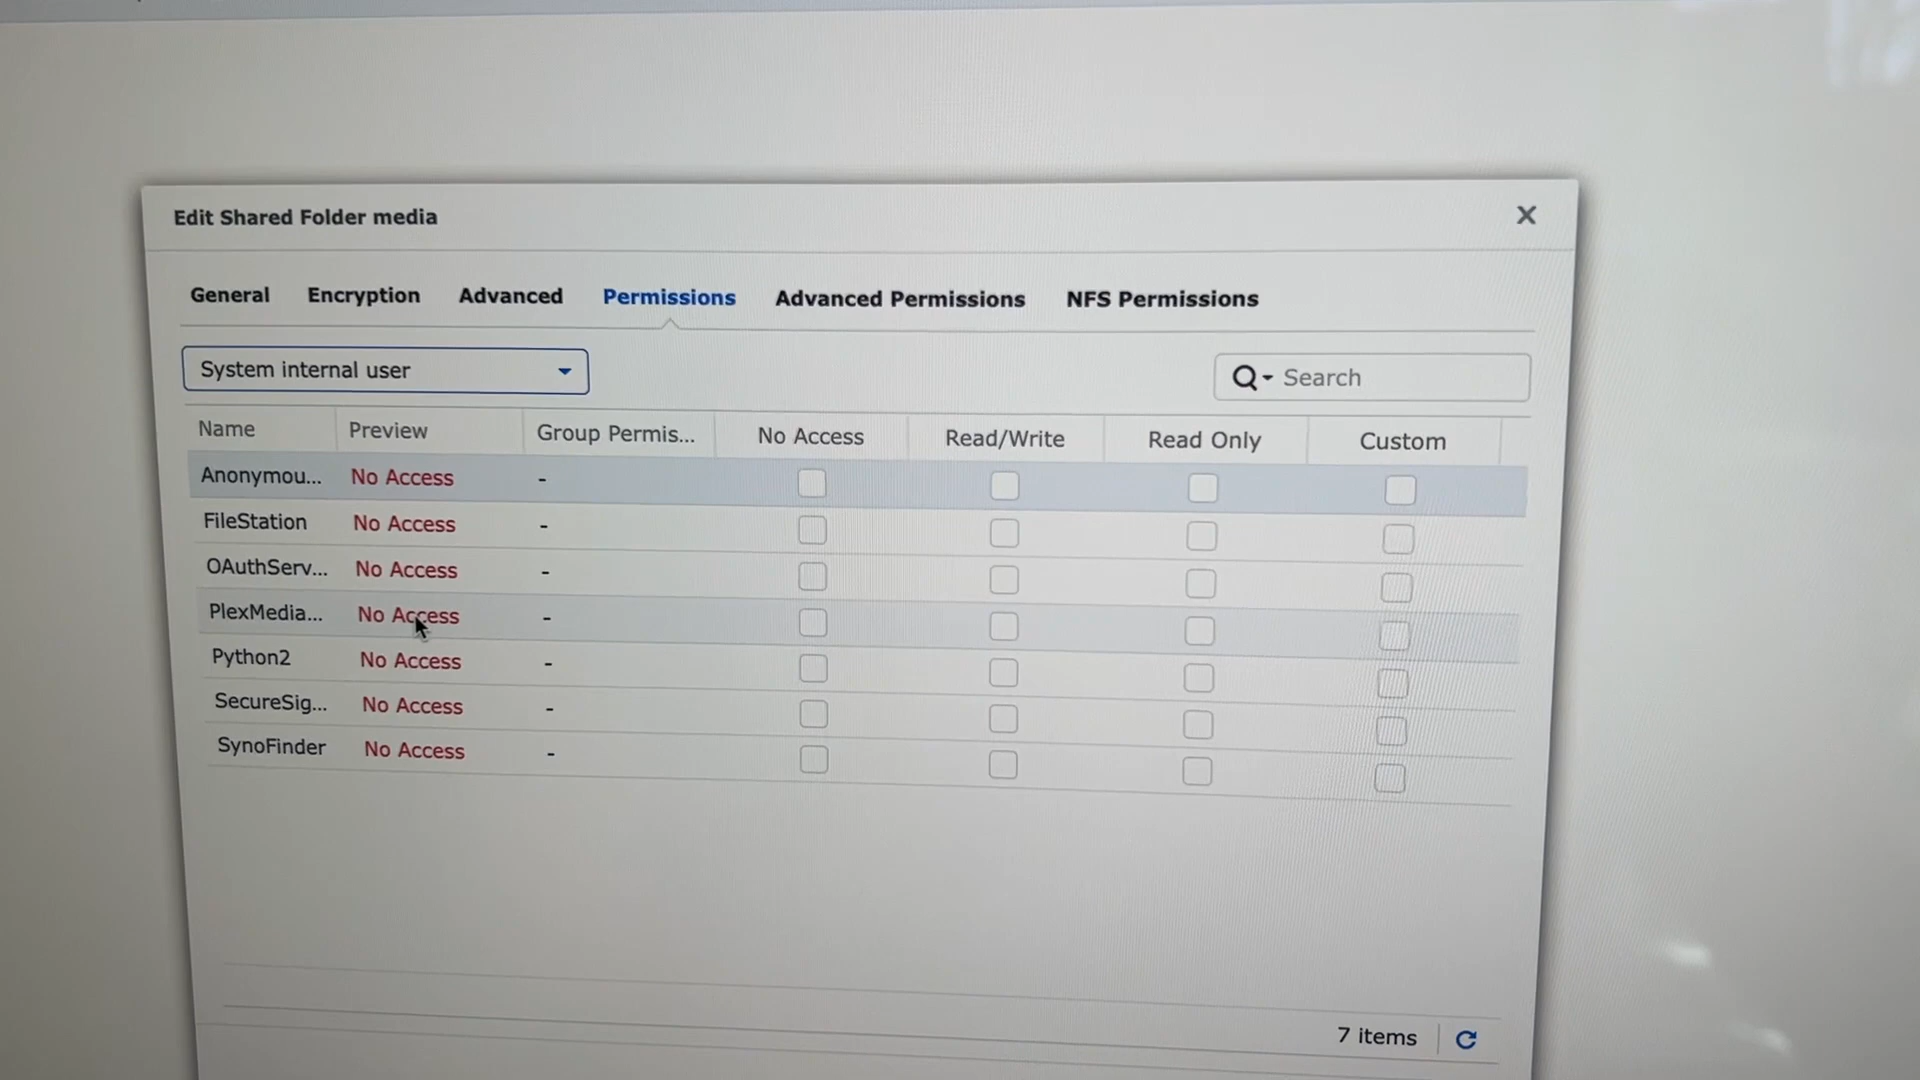 Edit Shared Folder media
General Encryption Advanced Permissions Advanced Permissions NFS Permissions
System internal user Search
Name Preview Group Permis... No Access Read/Write Read Only Custom
Anonymou... No Access -
FileStation No Access -
OAuthServ... No Access -
PlexMedia... No Access -
Python2 No Access -
SecureSig... No Access -
SynoFinder No Access -
7 items